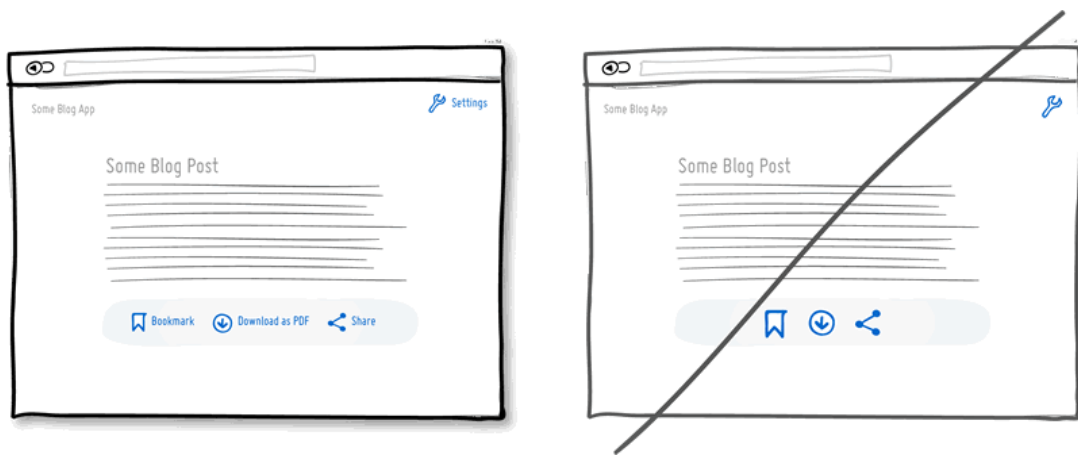 Some Blog App
Settings
Some Blog Post
Bookmark
Download as PDF
Share
Some Blog App
Some Blog Post